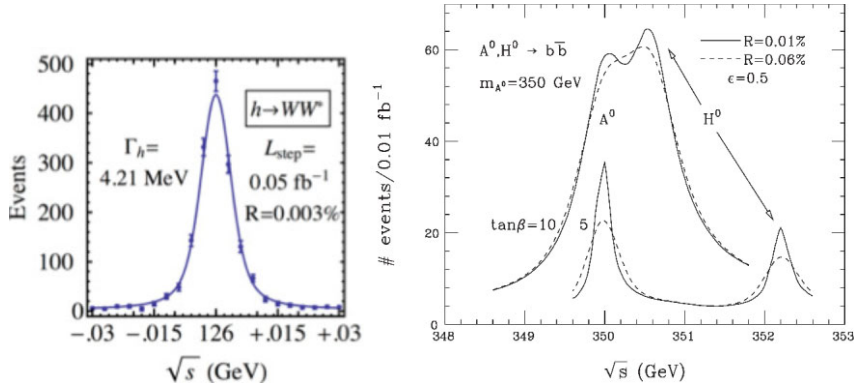 500
400
300
200
100
0
Events
h→WW*
Γh=
4.21 MeV
Lstep=
0.05 fb⁻¹
R=0.003%
-.03 -.015 126 +.015 +.03
√s (GeV)
60
40
20
0
# events/0.01 fb⁻¹
A⁰,H⁰ → bb̅
mA⁰=350 GeV
R=0.01%
R=0.06%
ϵ=0.5
A⁰
H⁰
tanβ=10 5
348 349 350 351 352 353
√s (GeV)